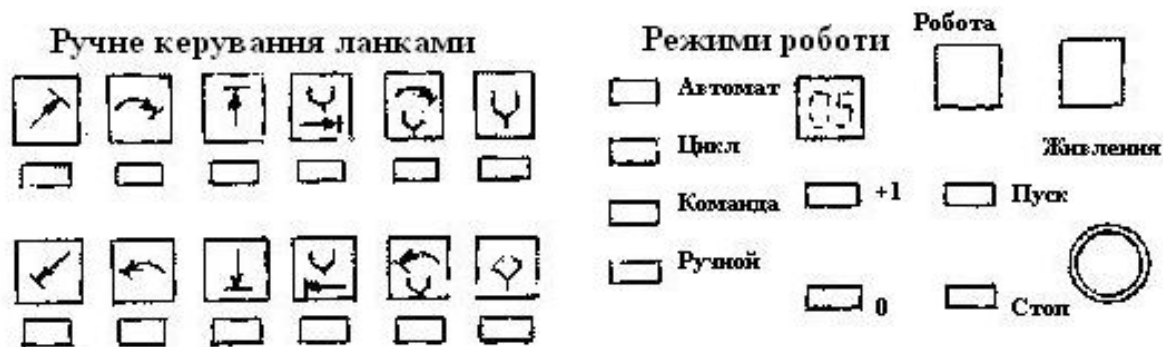 Ручне керування ланками
Режими роботи
Робота
Автомат
05
Цикл
Живлення
Команда
+1
Пуск
Ручной
0
Стоп